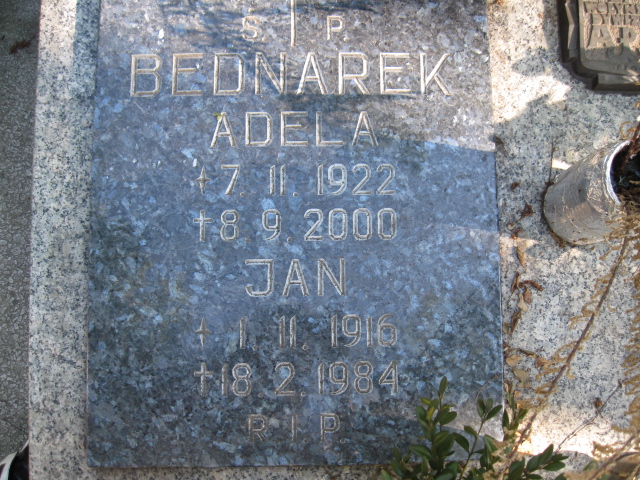 Ś P
BEDNAREK
ADELA
7. 11. 1922
† 8. 9. 2000
JAN
1. 11. 1916
† 18. 2. 1984
R.I.P.